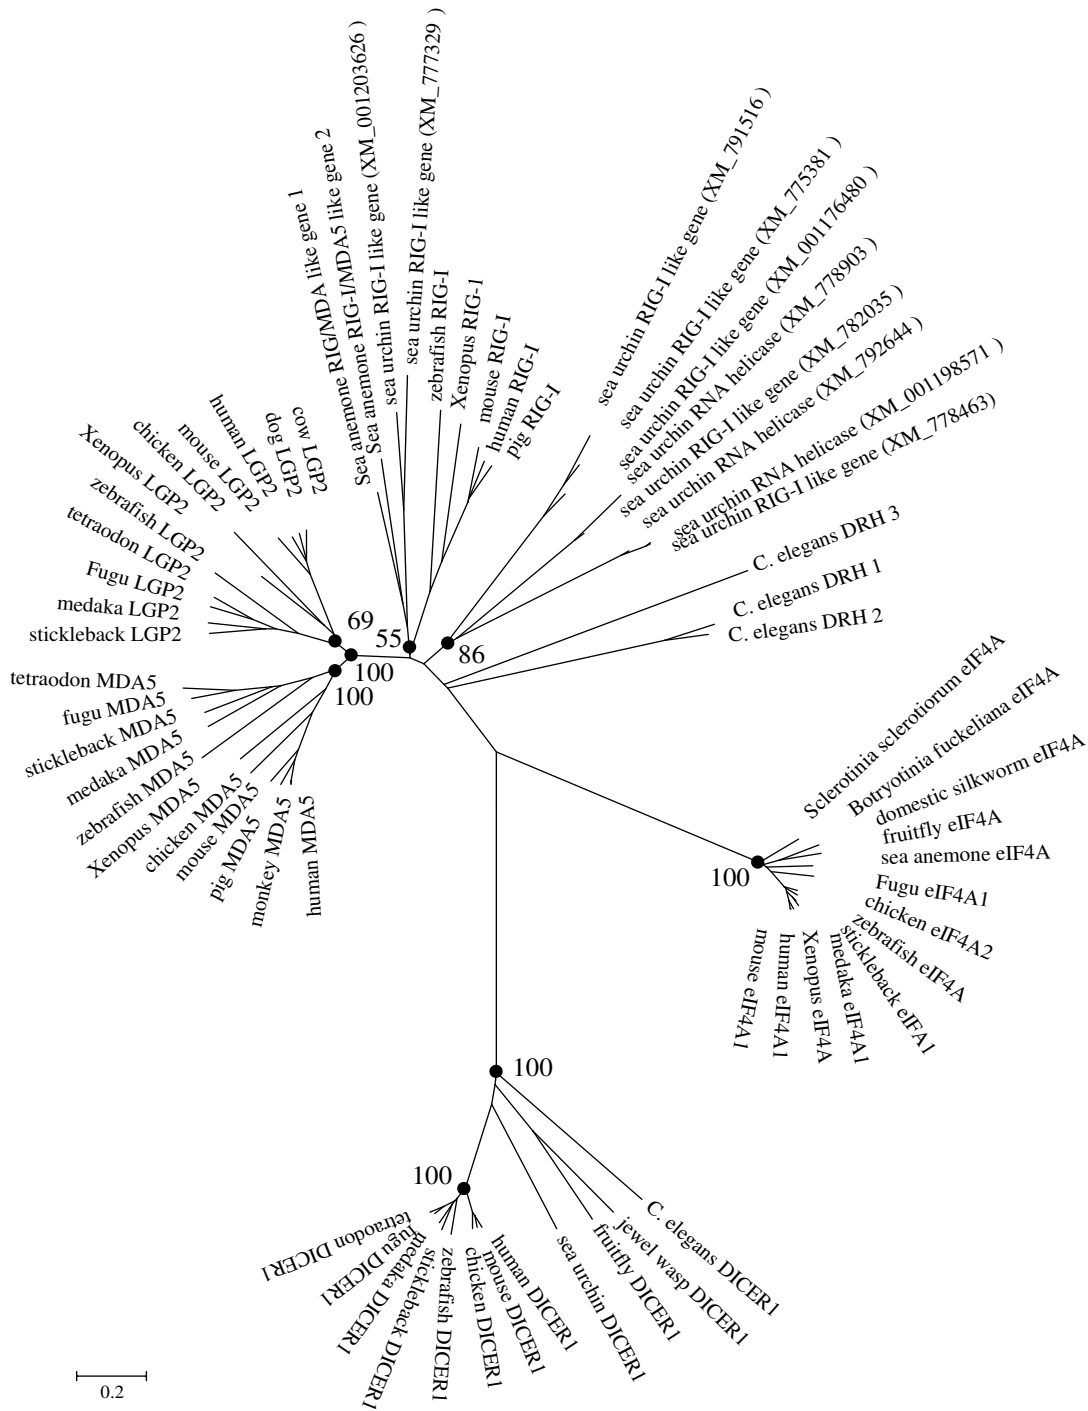 Sea anemone RIG/MDA like gene 1
Sea anemone RIG-I/MDA5 like gene 2
sea urchin RIG-I like gene (XM_001203626 )
sea urchin RIG-I like gene (XM_777329 )
zebrafish RIG-I
Xenopus RIG-1
mouse RIG-I
human RIG-I
pig RIG-I
sea urchin RIG-I like gene (XM_791516 )
sea urchin RIG-I like gene (XM_775381 )
sea urchin RIG-I like gene (XM_001176480 )
sea urchin RNA helicase (XM_778903 )
sea urchin RIG-I like gene (XM_782035 )
sea urchin RNA helicase (XM_792644 )
sea urchin RNA helicase (XM_001198571 )
sea urchin RIG-I like gene (XM_778463)
C. elegans DRH 3
C. elegans DRH 1
C. elegans DRH 2
cow LGP2
dog LGP2
human LGP2
mouse LGP2
chicken LGP2
Xenopus LGP2
zebrafish LGP2
tetraodon LGP2
Fugu LGP2
medaka LGP2
stickleback LGP2
69
55
86
100
100
tetraodon MDA5
fugu MDA5
stickleback MDA5
medaka MDA5
zebrafish MDA5
Xenopus MDA5
chicken MDA5
mouse MDA5
pig MDA5
monkey MDA5
human MDA5
Sclerotinia sclerotiorum eIF4A
Botryotinia fuckeliana eIF4A
domestic silkworm eIF4A
fruitfly eIF4A
sea anemone eIF4A
Fugu eIF4A1
chicken eIF4A2
zebrafish eIF4A
stickleback eIFA1
medaka eIF4A1
Xenopus eIF4A
human eIF4A1
mouse eIF4A1
100
100
100
C. elegans DICER1
jewel wasp DICER1
fruitfly DICER1
sea urchin DICER1
human DICER1
mouse DICER1
chicken DICER1
zebrafish DICER1
stickleback DICER1
medaka DICER1
fugu DICER1
tetraodon DICER1
0.2